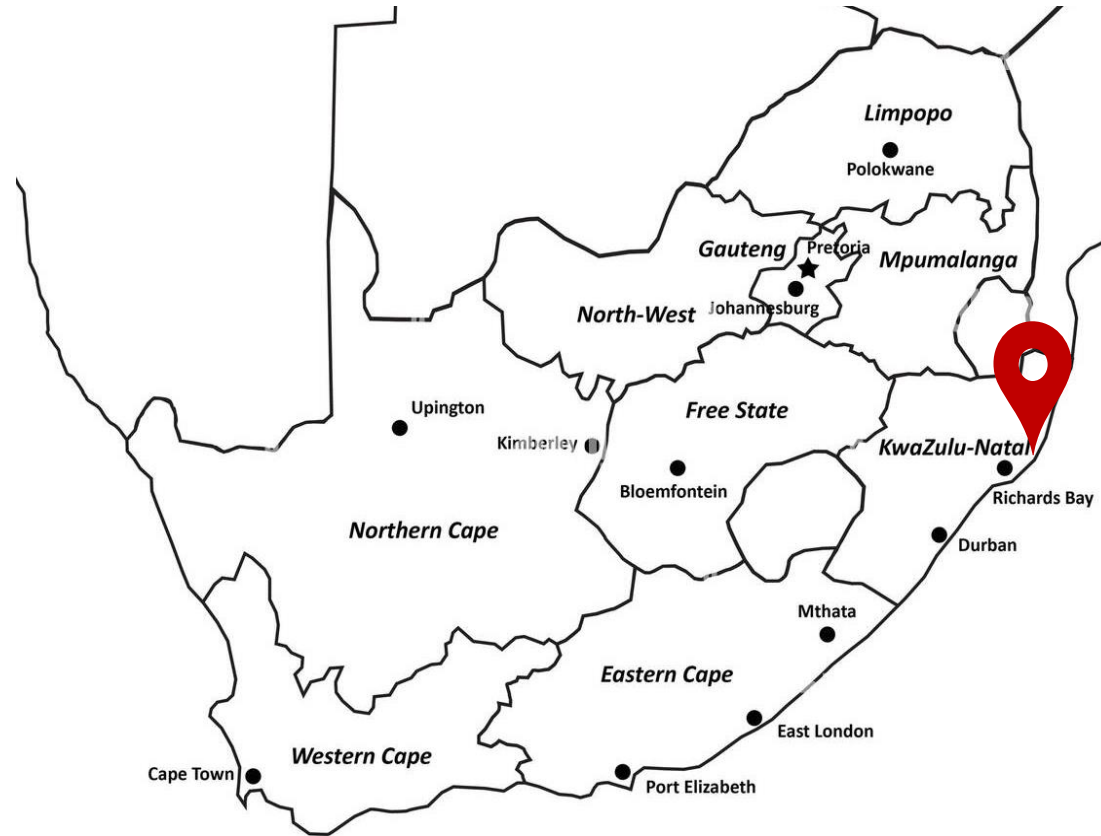 Limpopo
Polokwane
Gauteng
Pretoria
Mpumalanga
North-West
Johannesburg
Upington
Free State
Kimberley
KwaZulu-Natal
Bloemfontein
Richards Bay
Northern Cape
Durban
Mthata
Eastern Cape
East London
Western Cape
Cape Town
Port Elizabeth